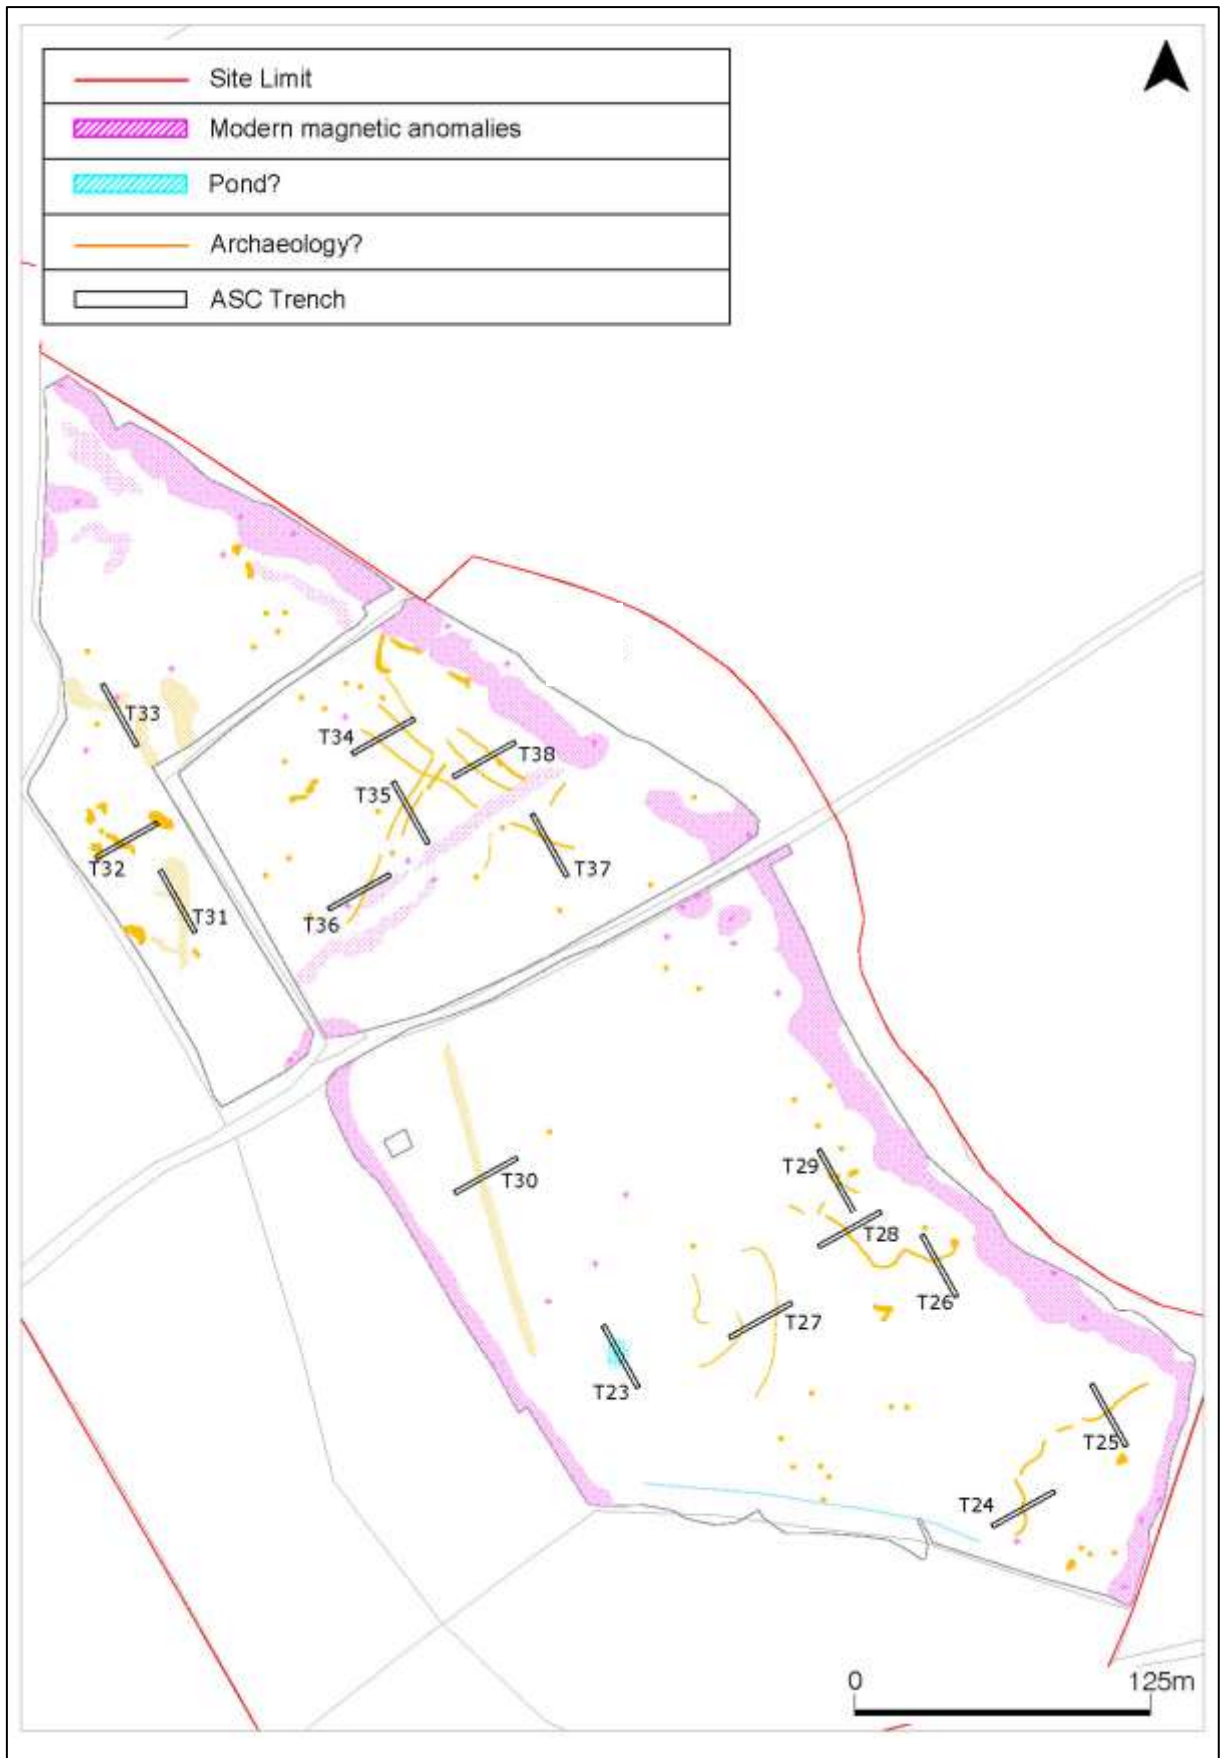 Site Limit
Modern magnetic anomalies
Pond?
Archaeology?
ASC Trench
T33
T34
T38
T35
T32
T37
T31
T36
T29
T30
T28
T26
T27
T23
T25
T24
0 125m